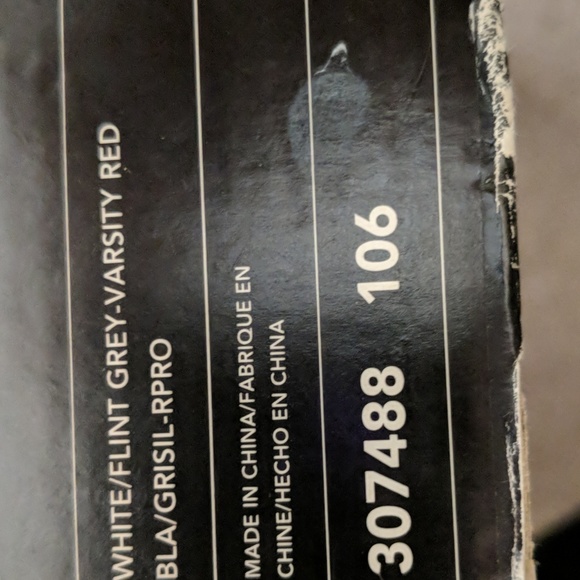 WHITE/FLINT GREY-VARSITY RED
BLA/GRISIL-RPRO
MADE IN CHINA/FABRIQUE EN
CHINE/HECHO EN CHINA
307488 106